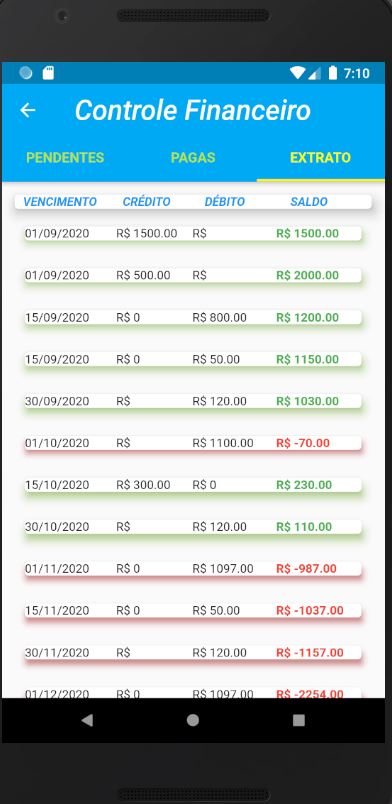 7:10
Controle Financeiro
PENDENTES PAGAS EXTRATO
VENCIMENTO CRÉDITO DÉBITO SALDO
01/09/2020 R$ 1500.00 R$ R$ 1500.00
01/09/2020 R$ 500.00 R$ R$ 2000.00
15/09/2020 R$ 0 R$ 800.00 R$ 1200.00
15/09/2020 R$ 0 R$ 50.00 R$ 1150.00
30/09/2020 R$ R$ 120.00 R$ 1030.00
01/10/2020 R$ R$ 1100.00 R$ -70.00
15/10/2020 R$ 300.00 R$ 0 R$ 230.00
30/10/2020 R$ R$ 120.00 R$ 110.00
01/11/2020 R$ 0 R$ 1097.00 R$ -987.00
15/11/2020 R$ 0 R$ 50.00 R$ -1037.00
30/11/2020 R$ R$ 120.00 R$ -1157.00
01/12/2020 R$ 0 R$ 1097.00 R$ -2254.00